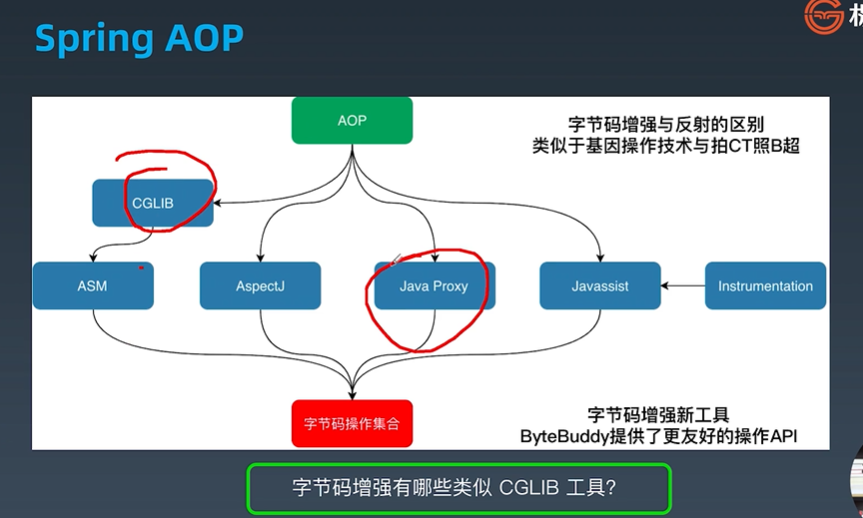 Spring AOP
AOP
字节码增强与反射的区别
类似于基因操作技术与拍CT照B超
CGLIB
ASM
AspectJ
Java Proxy
Javassist
Instrumentation
字节码操作集合
字节码增强新工具
ByteBuddy提供了更友好的操作API
字节码增强有哪些类似 CGLIB 工具?